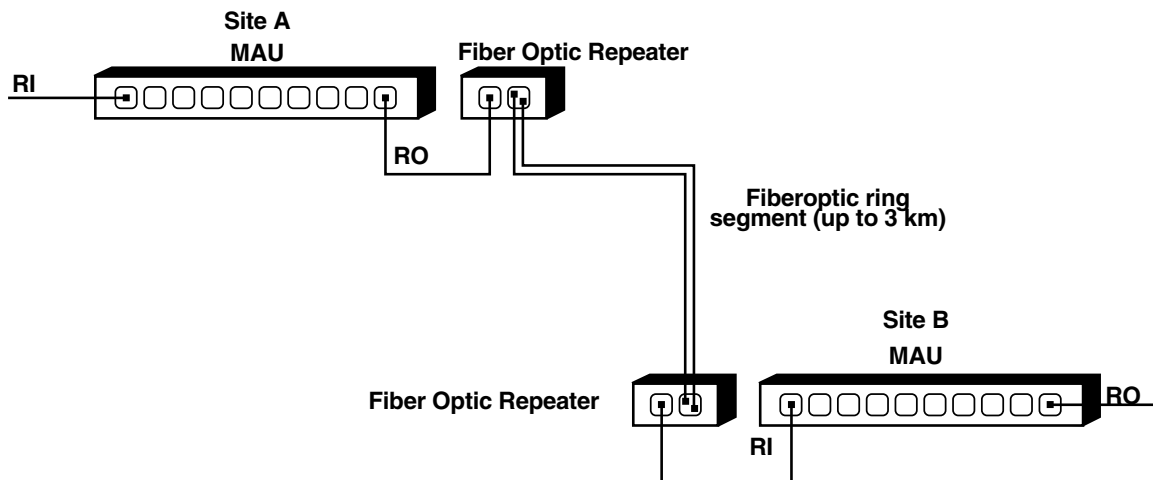 Site A
MAU
Fiber Optic Repeater
RI
RO
Fiberoptic ring
segment (up to 3 km)
Site B
MAU
Fiber Optic Repeater
RO
RI